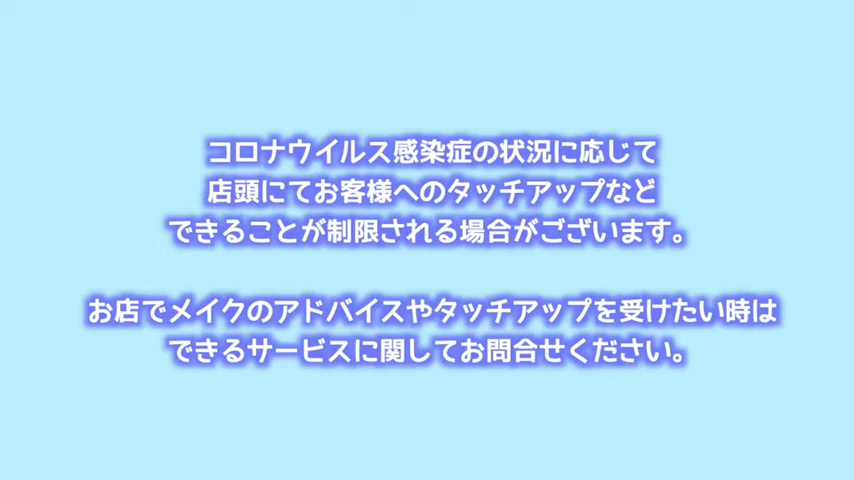 コロナウイルス感染症の状況に応じて
店頭にてお客様へのタッチアップなど
できることが制限される場合がございます。
お店でメイクのアドバイスやタッチアップを受けたい時は
できるサービスに関してお問合せください。